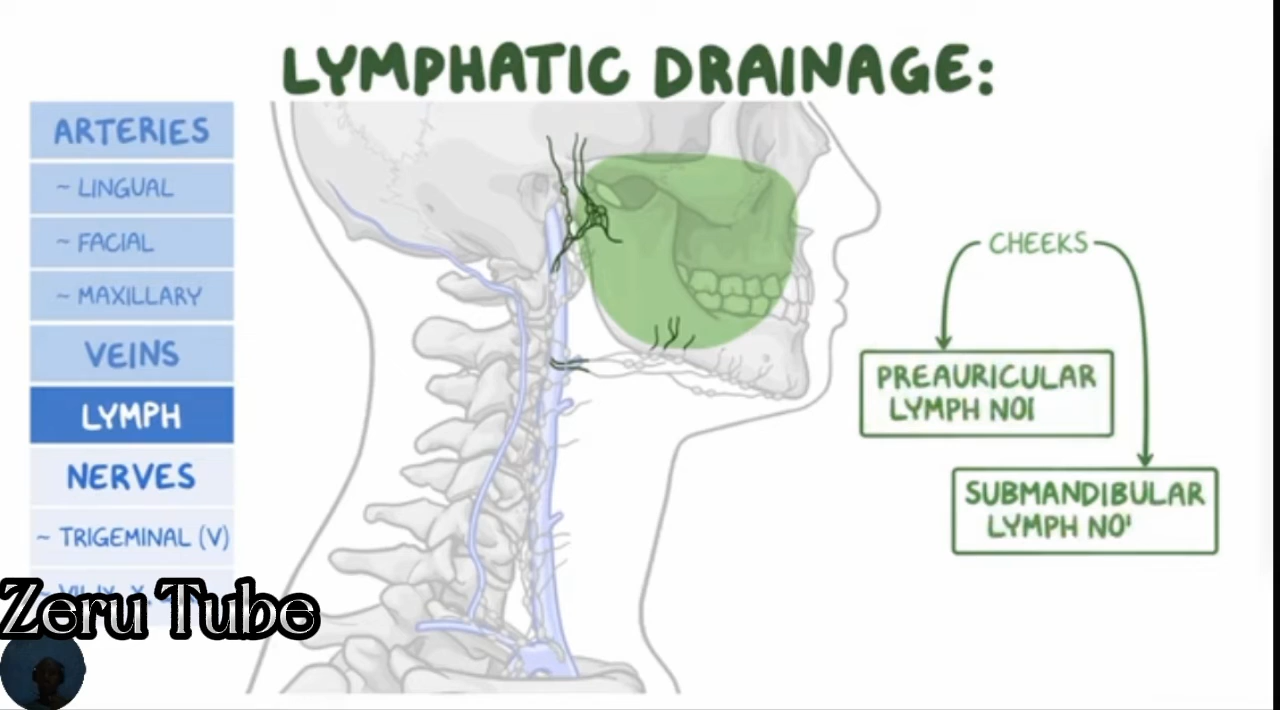 LYMPHATIC DRAINAGE:
ARTERIES
~ LINGUAL
~ FACIAL
~ MAXILLARY
VEINS
LYMPH
NERVES
~ TRIGEMINAL (V)
Zeru Tube
CHEEKS
PREAURICULAR
LYMPH NO
SUBMANDIBULAR
LYMPH NO